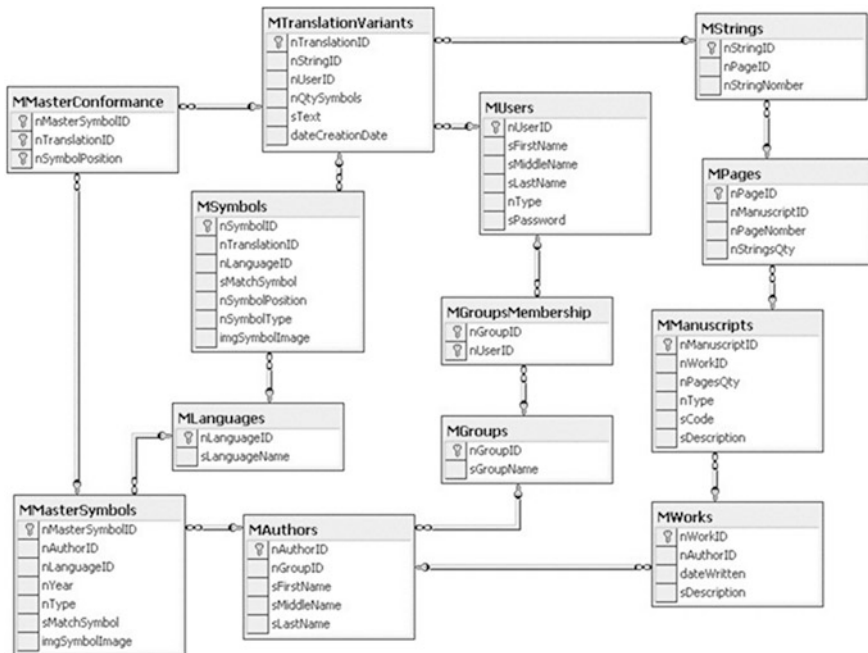 MTranslationVariants
nTranslationID
nStringID
nUserID
nQtySymbols
sText
dateCreationDate
MStrings
nStringID
nPageID
nStringNomber
MMasterConformance
nMasterSymbolID
nTranslationID
nSymbolPosition
MUsers
nUserID
sFirstName
sMiddleName
sLastName
nType
sPassword
MPages
nPageID
nManuscriptID
nPageNomber
nStringsQty
MSymbols
nSymbolID
nTranslationID
nLanguageID
sMatchSymbol
nSymbolPosition
nSymbolType
imgSymbolImage
MGroupsMembership
nGroupID
nUserID
MManuscripts
nManuscriptID
nWorkID
nPagesQty
nType
sCode
sDescription
MLanguages
nLanguageID
sLanguageName
MGroups
nGroupID
sGroupName
MMasterSymbols
nMasterSymbolID
nAuthorID
nLanguageID
nYear
nType
sMatchSymbol
imgSymbolImage
MAuthors
nAuthorID
nGroupID
sFirstName
sMiddleName
sLastName
MWorks
nWorkID
nAuthorID
dateWritten
sDescription